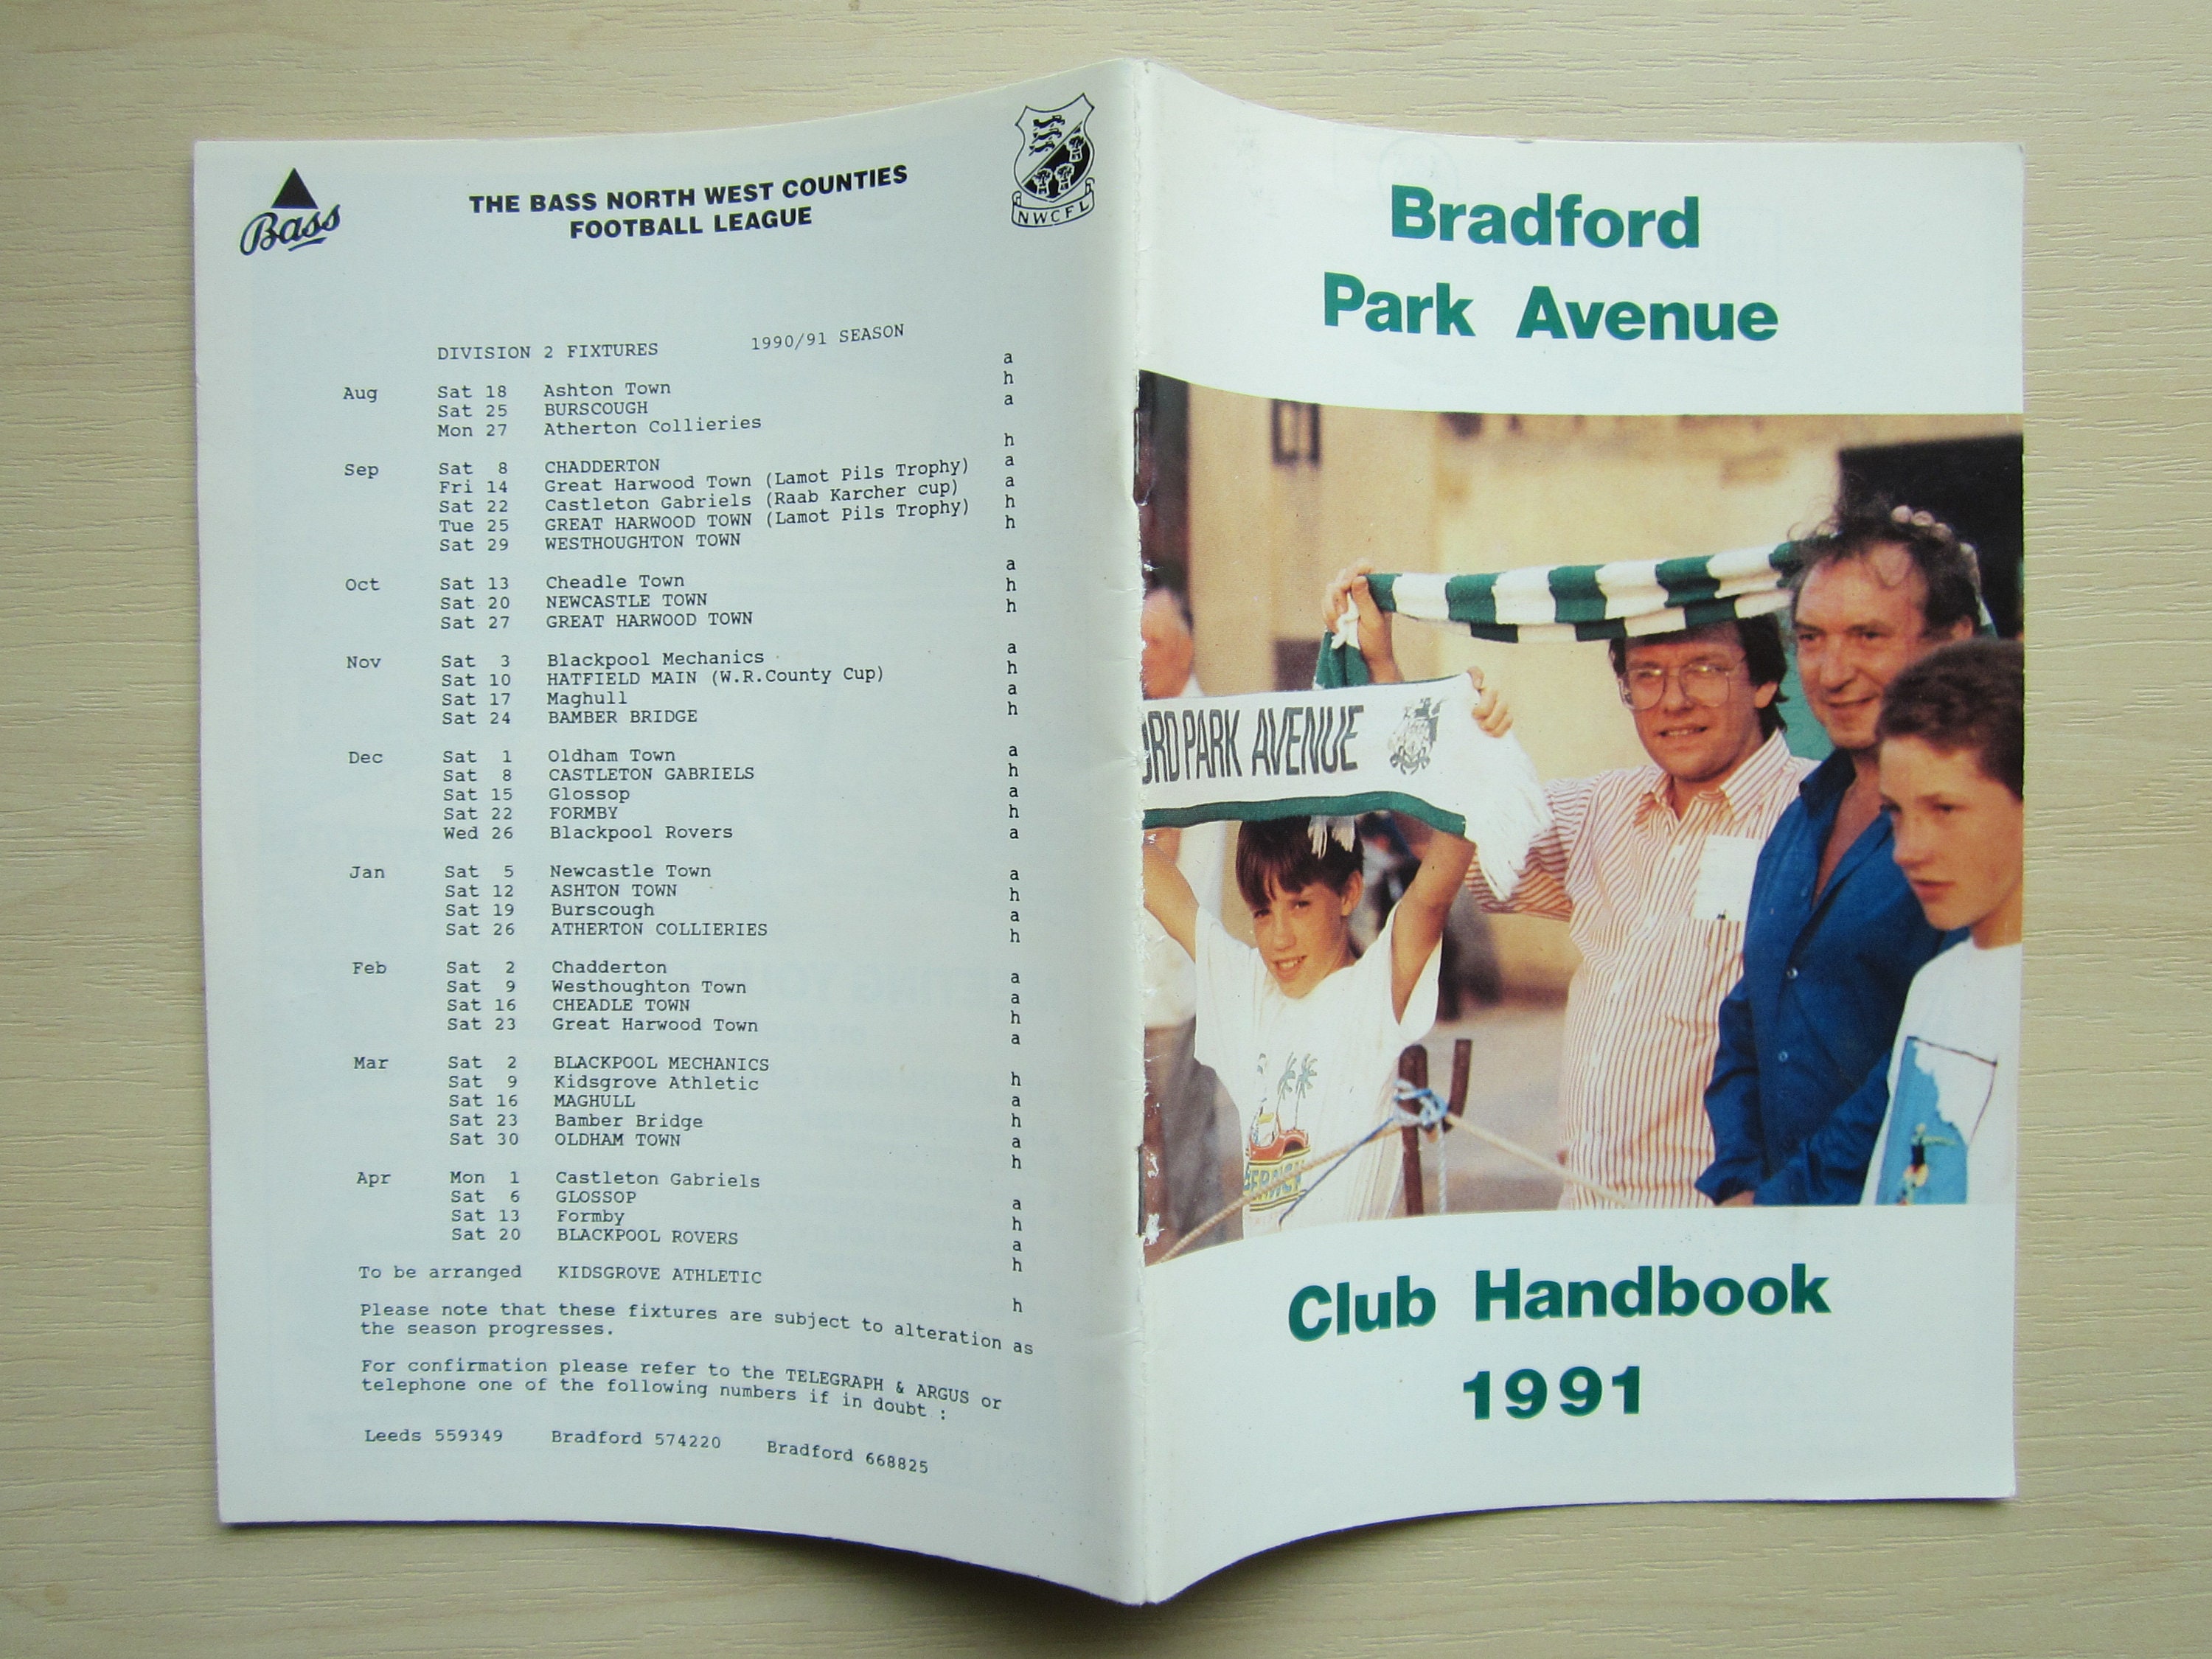 Bass
THE BASS NORTH WEST COUNTIES
FOOTBALL LEAGUE
NWCFL
DIVISION 2 FIXTURES 1990/91 SEASON
Aug Sat 18 Ashton Town a
Sat 25 BURSCOUGH h
Mon 27 Atherton Collieries a
Sep Sat 8 CHADDERTON h
Fri 14 Great Harwood Town (Lamot Pils Trophy) a
Sat 22 Castleton Gabriels (Raab Karcher cup) a
Tue 25 GREAT HARWOOD TOWN (Lamot Pils Trophy) h
Sat 29 WESTHOUGHTON TOWN h
Oct Sat 13 Cheadle Town a
Sat 20 NEWCASTLE TOWN h
Sat 27 GREAT HARWOOD TOWN h
Nov Sat 3 Blackpool Mechanics a
Sat 10 HATFIELD MAIN (W.R.County Cup) h
Sat 17 Maghull a
Sat 24 BAMBER BRIDGE h
Dec Sat 1 Oldham Town a
Sat 8 CASTLETON GABRIELS h
Sat 15 Glossop a
Sat 22 FORMBY h
Wed 26 Blackpool Rovers a
Jan Sat 5 Newcastle Town a
Sat 12 ASHTON TOWN h
Sat 19 Burscough a
Sat 26 ATHERTON COLLIERIES h
Feb Sat 2 Chadderton a
Sat 9 Westhoughton Town a
Sat 16 CHEADLE TOWN h
Sat 23 Great Harwood Town a
Mar Sat 2 BLACKPOOL MECHANICS h
Sat 9 Kidsgrove Athletic a
Sat 16 MAGHULL h
Sat 23 Bamber Bridge a
Sat 30 OLDHAM TOWN h
Apr Mon 1 Castleton Gabriels a
Sat 6 GLOSSOP h
Sat 13 Formby a
Sat 20 BLACKPOOL ROVERS h
To be arranged KIDSGROVE ATHLETIC h
Please note that these fixtures are subject to alteration as
the season progresses.
For confirmation please refer to the TELEGRAPH & ARGUS or
telephone one of the following numbers if in doubt :
Leeds 559349 Bradford 574220 Bradford 668825
Bradford
Park Avenue
ORD PARK AVENUE
Club Handbook
1991